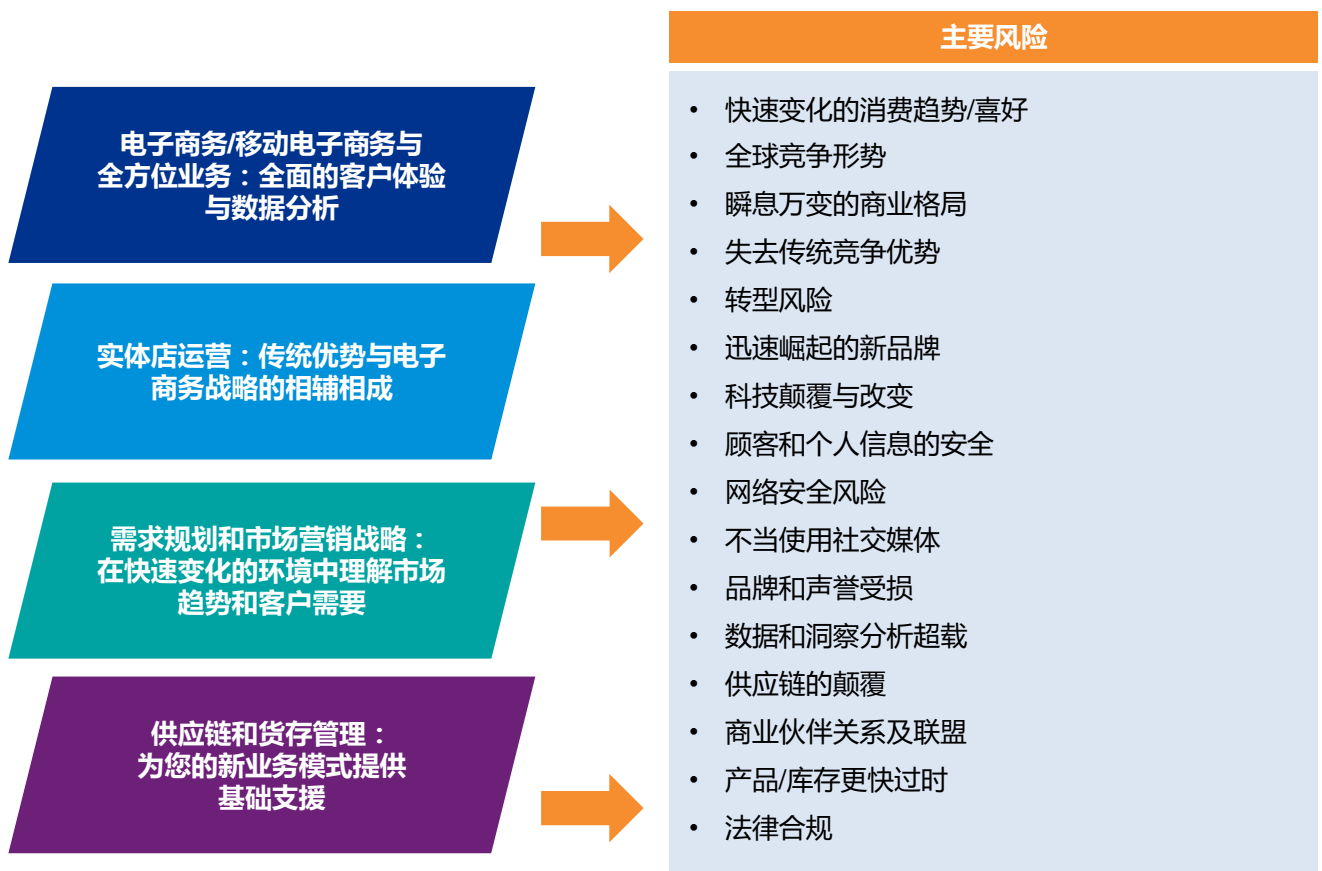 主要风险
电子商务/移动电子商务与
全方位业务：全面的客户体验
与数据分析
实体店运营：传统优势与电子
商务战略的相辅相成
需求规划和市场营销战略：
在快速变化的环境中理解市场
趋势和客户需要
供应链和货存管理：
为您的新业务模式提供
基础支援
• 快速变化的消费趋势/喜好
• 全球竞争形势
• 瞬息万变的商业格局
• 失去传统竞争优势
• 转型风险
• 迅速崛起的新品牌
• 科技颠覆与改变
• 顾客和个人信息的安全
• 网络安全风险
• 不当使用社交媒体
• 品牌和声誉受损
• 数据和洞察分析超载
• 供应链的颠覆
• 商业伙伴关系及联盟
• 产品/库存更快过时
• 法律合规